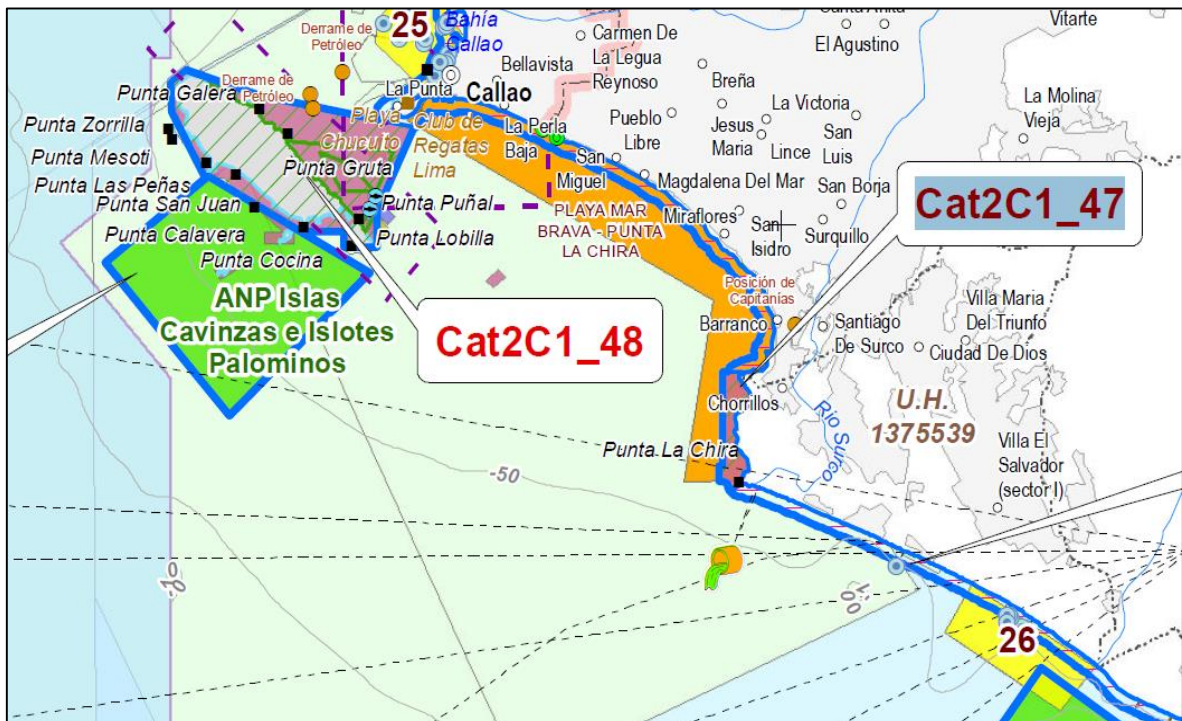 25
Bahía
Callao
Derrame de
Petróleo
Derrame de
Petróleo
Carmen De
La Legua
Reynoso
El Agustino
Vitarte
Bellavista
La Punta
Callao
Breña
Punta Galera
Playa
Chucuito
Club de
Regatas
Lima
La Perla
Baja
Pueblo
Libre
La Victoria
Jesus
Maria
Lince
San
Luis
La Molina
Vieja
Punta Zorrilla
Punta Mesoti
Punta Gruta
San
Miguel
Magdalena Del Mar
San Borja
Punta Las Peñas
Punta San Juan
Punta Puñal
Miraflores
San
Isidro
Surquillo
Cat2C1_47
Punta Calavera
Punta Lobilla
PLAYA MAR
BRAVA - PUNTA
LA CHIRA
Punta Cocina
ANP Islas
Cavinzas e Islotes
Palominos
Posición de
Capitanías
Cat2C1_48
Barranco
Santiago
De Surco
Villa Maria
Del Triunfo
Ciudad De Dios
Chorrillos
Rio Surco
U.H.
1375539
Punta La Chira
Villa El
Salvador
(sector I)
-50
26